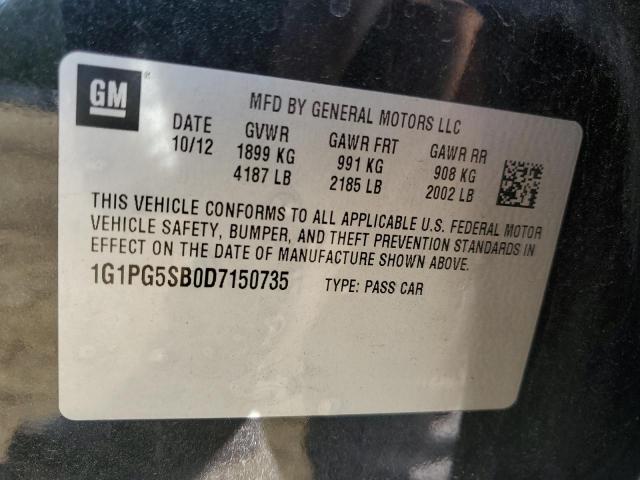 GM
MFD BY GENERAL MOTORS LLC
DATE GVWR GAWR FRT GAWR RR
10/12 1899 KG 991 KG 908 KG
4187 LB 2185 LB 2002 LB
THIS VEHICLE CONFORMS TO ALL APPLICABLE U.S. FEDERAL MOTOR
VEHICLE SAFETY, BUMPER, AND THEFT PREVENTION STANDARDS IN
EFFECT ON THE DATE OF MANUFACTURE SHOWN ABOVE.
1G1PG5SB0D7150735 TYPE: PASS CAR